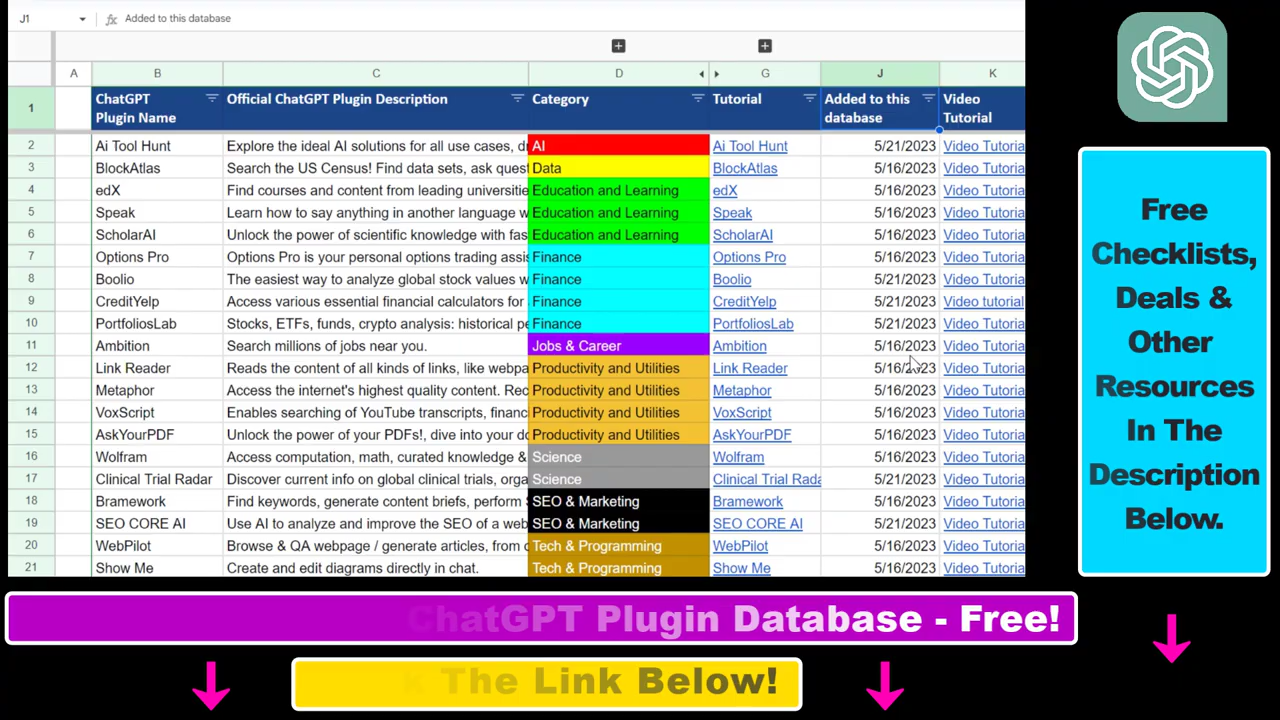 J1 fx Added to this database
A B C D G J K
1 ChatGPT Plugin Name Official ChatGPT Plugin Description Category Tutorial Added to this database Video Tutorial
2 Ai Tool Hunt Explore the ideal AI solutions for all use cases, dr AI Ai Tool Hunt 5/21/2023 Video Tutoria
3 BlockAtlas Search the US Census! Find data sets, ask quest Data BlockAtlas 5/16/2023 Video Tutoria
4 edX Find courses and content from leading universitie Education and Learning edX 5/16/2023 Video Tutoria
5 Speak Learn how to say anything in another language w Education and Learning Speak 5/16/2023 Video Tutoria
6 ScholarAI Unlock the power of scientific knowledge with fas Education and Learning ScholarAI 5/16/2023 Video Tutoria
7 Options Pro Options Pro is your personal options trading assis Finance Options Pro 5/16/2023 Video Tutoria
8 Boolio The easiest way to analyze global stock values w Finance Boolio 5/21/2023 Video Tutoria
9 CreditYelp Access various essential financial calculators for Finance CreditYelp 5/21/2023 Video tutorial
10 PortfoliosLab Stocks, ETFs, funds, crypto analysis: historical pe Finance PortfoliosLab 5/21/2023 Video Tutoria
11 Ambition Search millions of jobs near you. Jobs & Career Ambition 5/16/2023 Video Tutoria
12 Link Reader Reads the content of all kinds of links, like webpa Productivity and Utilities Link Reader 5/16/2023 Video Tutoria
13 Metaphor Access the internet's highest quality content. Rec Productivity and Utilities Metaphor 5/16/2023 Video Tutoria
14 VoxScript Enables searching of YouTube transcripts, financ Productivity and Utilities VoxScript 5/16/2023 Video Tutoria
15 AskYourPDF Unlock the power of your PDFs!, dive into your do Productivity and Utilities AskYourPDF 5/16/2023 Video Tutoria
16 Wolfram Access computation, math, curated knowledge & Science Wolfram 5/16/2023 Video Tutoria
17 Clinical Trial Radar Discover current info on global clinical trials, orga Science Clinical Trial Rada 5/21/2023 Video Tutoria
18 Bramework Find keywords, generate content briefs, perform S SEO & Marketing Bramework 5/16/2023 Video Tutoria
19 SEO CORE AI Use AI to analyze and improve the SEO of a web SEO & Marketing SEO CORE AI 5/21/2023 Video Tutoria
20 WebPilot Browse & QA webpage / generate articles, from o Tech & Programming WebPilot 5/16/2023 Video Tutoria
21 Show Me Create and edit diagrams directly in chat. Tech & Programming Show Me 5/16/2023 Video Tutoria
Free
Checklists,
Deals &
Other
Resources
In The
Description
Below.
ChatGPT Plugin Database - Free!
k The Link Below!